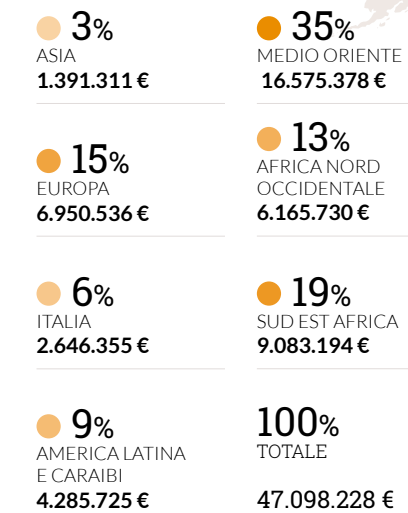 3%
ASIA
1.391.311 €
15%
EUROPA
6.950.536 €
6%
ITALIA
2.646.355 €
9%
AMERICA LATINA
E CARAIBI
4.285.725 €
35%
MEDIO ORIENTE
16.575.378 €
13%
AFRICA NORD
OCCIDENTALE
6.165.730 €
19%
SUD EST AFRICA
9.083.194 €
100%
TOTALE
47.098.228 €